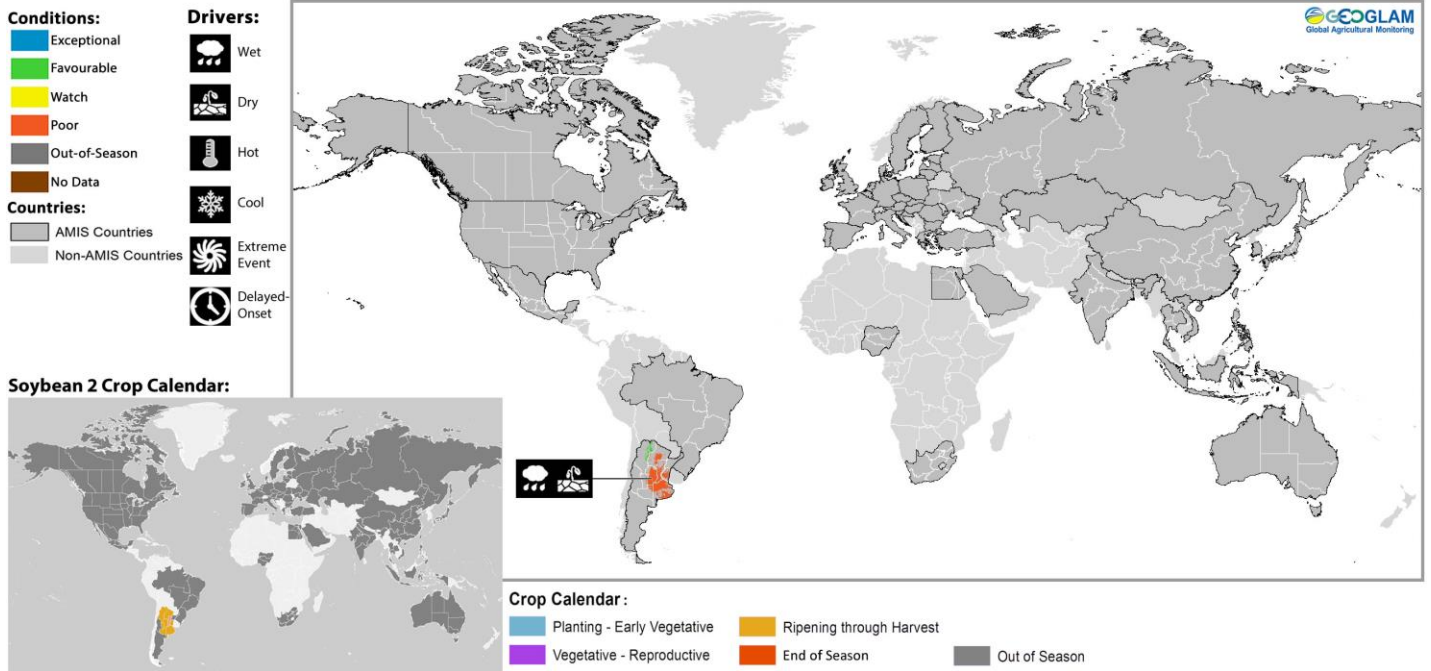 Conditions:
Exceptional
Favourable
Watch
Poor
Out-of-Season
No Data
Countries:
AMIS Countries
Non-AMIS Countries
Drivers:
Wet
Dry
Hot
Cool
Extreme
Event
Delayed-
Onset
GEOGLAM
Global Agricultural Monitoring
Soybean 2 Crop Calendar:
Crop Calendar :
Planting - Early Vegetative
Vegetative - Reproductive
Ripening through Harvest
End of Season
Out of Season